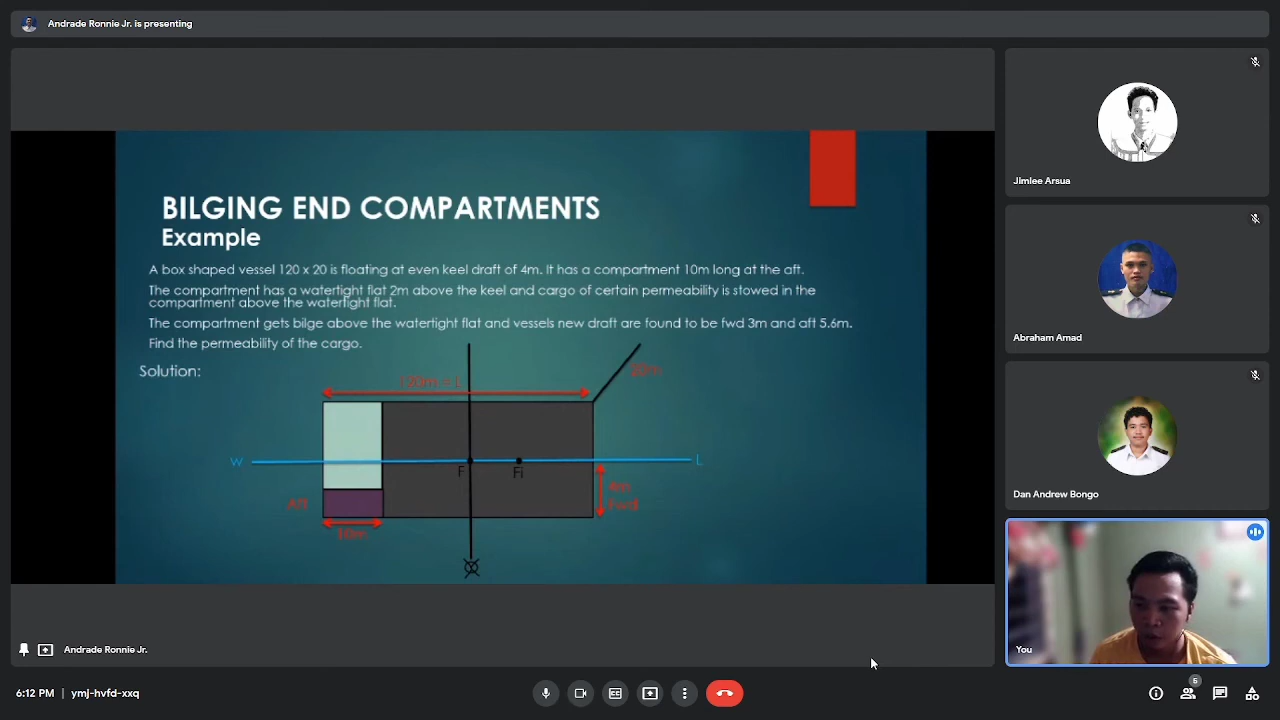 Andrade Ronnie Jr. is presenting
BILGING END COMPARTMENTS
Example
A box shaped vessel 120 x 20 is floating at even keel draft of 4m. It has a compartment 10m long at the aft.
The compartment has a watertight flat 2m above the keel and cargo of certain permeability is stowed in the
compartment above the watertight flat.
The compartment gets bilge above the watertight flat and vessels new draft are found to be fwd 3m and aft 5.6m.
Find the permeability of the cargo.
Solution:
120m = L
20m
W
L
F
Fi
4m
Aft
Fwd
10m
Jimlee Arsua
Abraham Amad
Dan Andrew Bongo
You
Andrade Ronnie Jr.
6:12 PM | ymj-hvfd-xxq
5